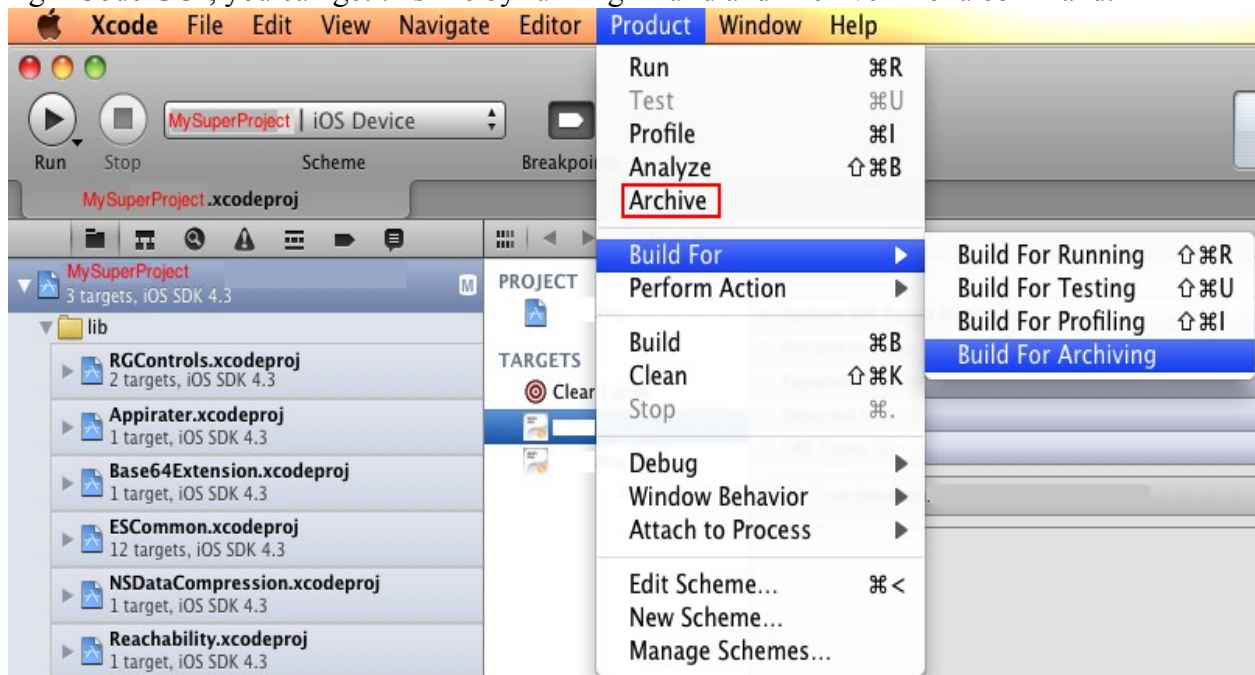 Xcode File Edit View Navigate Editor Product Window Help
MySuperProject | iOS Device
Run Stop Scheme
MySuperProject.xcodeproj
MySuperProject
3 targets, iOS SDK 4.3
M
lib
RGControls.xcodeproj
2 targets, iOS SDK 4.3
Appirater.xcodeproj
1 target, iOS SDK 4.3
Base64Extension.xcodeproj
1 target, iOS SDK 4.3
ESCommon.xcodeproj
12 targets, iOS SDK 4.3
NSDataCompression.xcodeproj
1 target, iOS SDK 4.3
Reachability.xcodeproj
1 target, iOS SDK 4.3
PROJECT
TARGETS
Run ⌘R
Test ⌘U
Profile ⌘I
Analyze ⇧⌘B
Archive
Build For
Perform Action
Build ⌘B
Clean ⇧⌘K
Stop ⌘.
Debug
Window Behavior
Attach to Process
Edit Scheme... ⌘<
New Scheme...
Manage Schemes...
Build For Running ⇧⌘R
Build For Testing ⇧⌘U
Build For Profiling ⇧⌘I
Build For Archiving